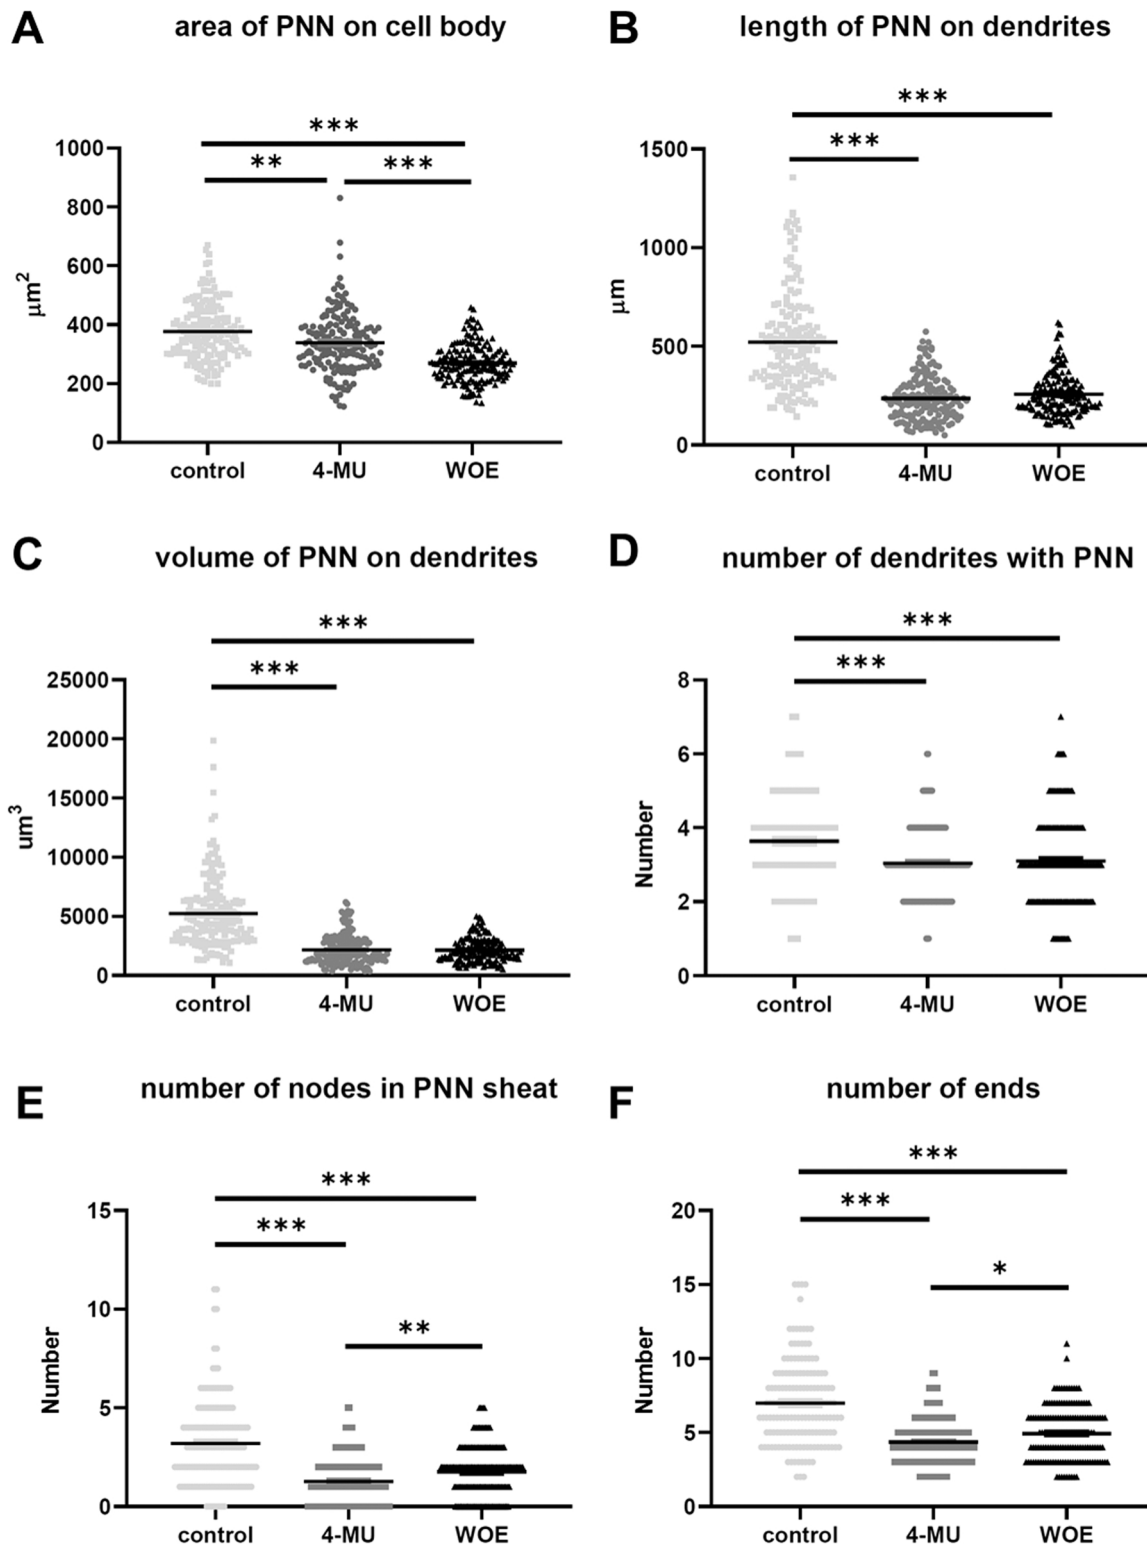 A
area of PNN on cell body
***
**
***
1000
800
600
400
200
0
μm²
control
4-MU
WOE
B
length of PNN on dendrites
***
***
1500
1000
500
0
μm
control
4-MU
WOE
C
volume of PNN on dendrites
***
***
25000
20000
15000
10000
5000
0
um³
control
4-MU
WOE
D
number of dendrites with PNN
***
***
8
6
4
2
0
Number
control
4-MU
WOE
E
number of nodes in PNN sheat
***
***
**
15
10
5
0
Number
control
4-MU
WOE
F
number of ends
***
***
*
20
15
10
5
0
Number
control
4-MU
WOE